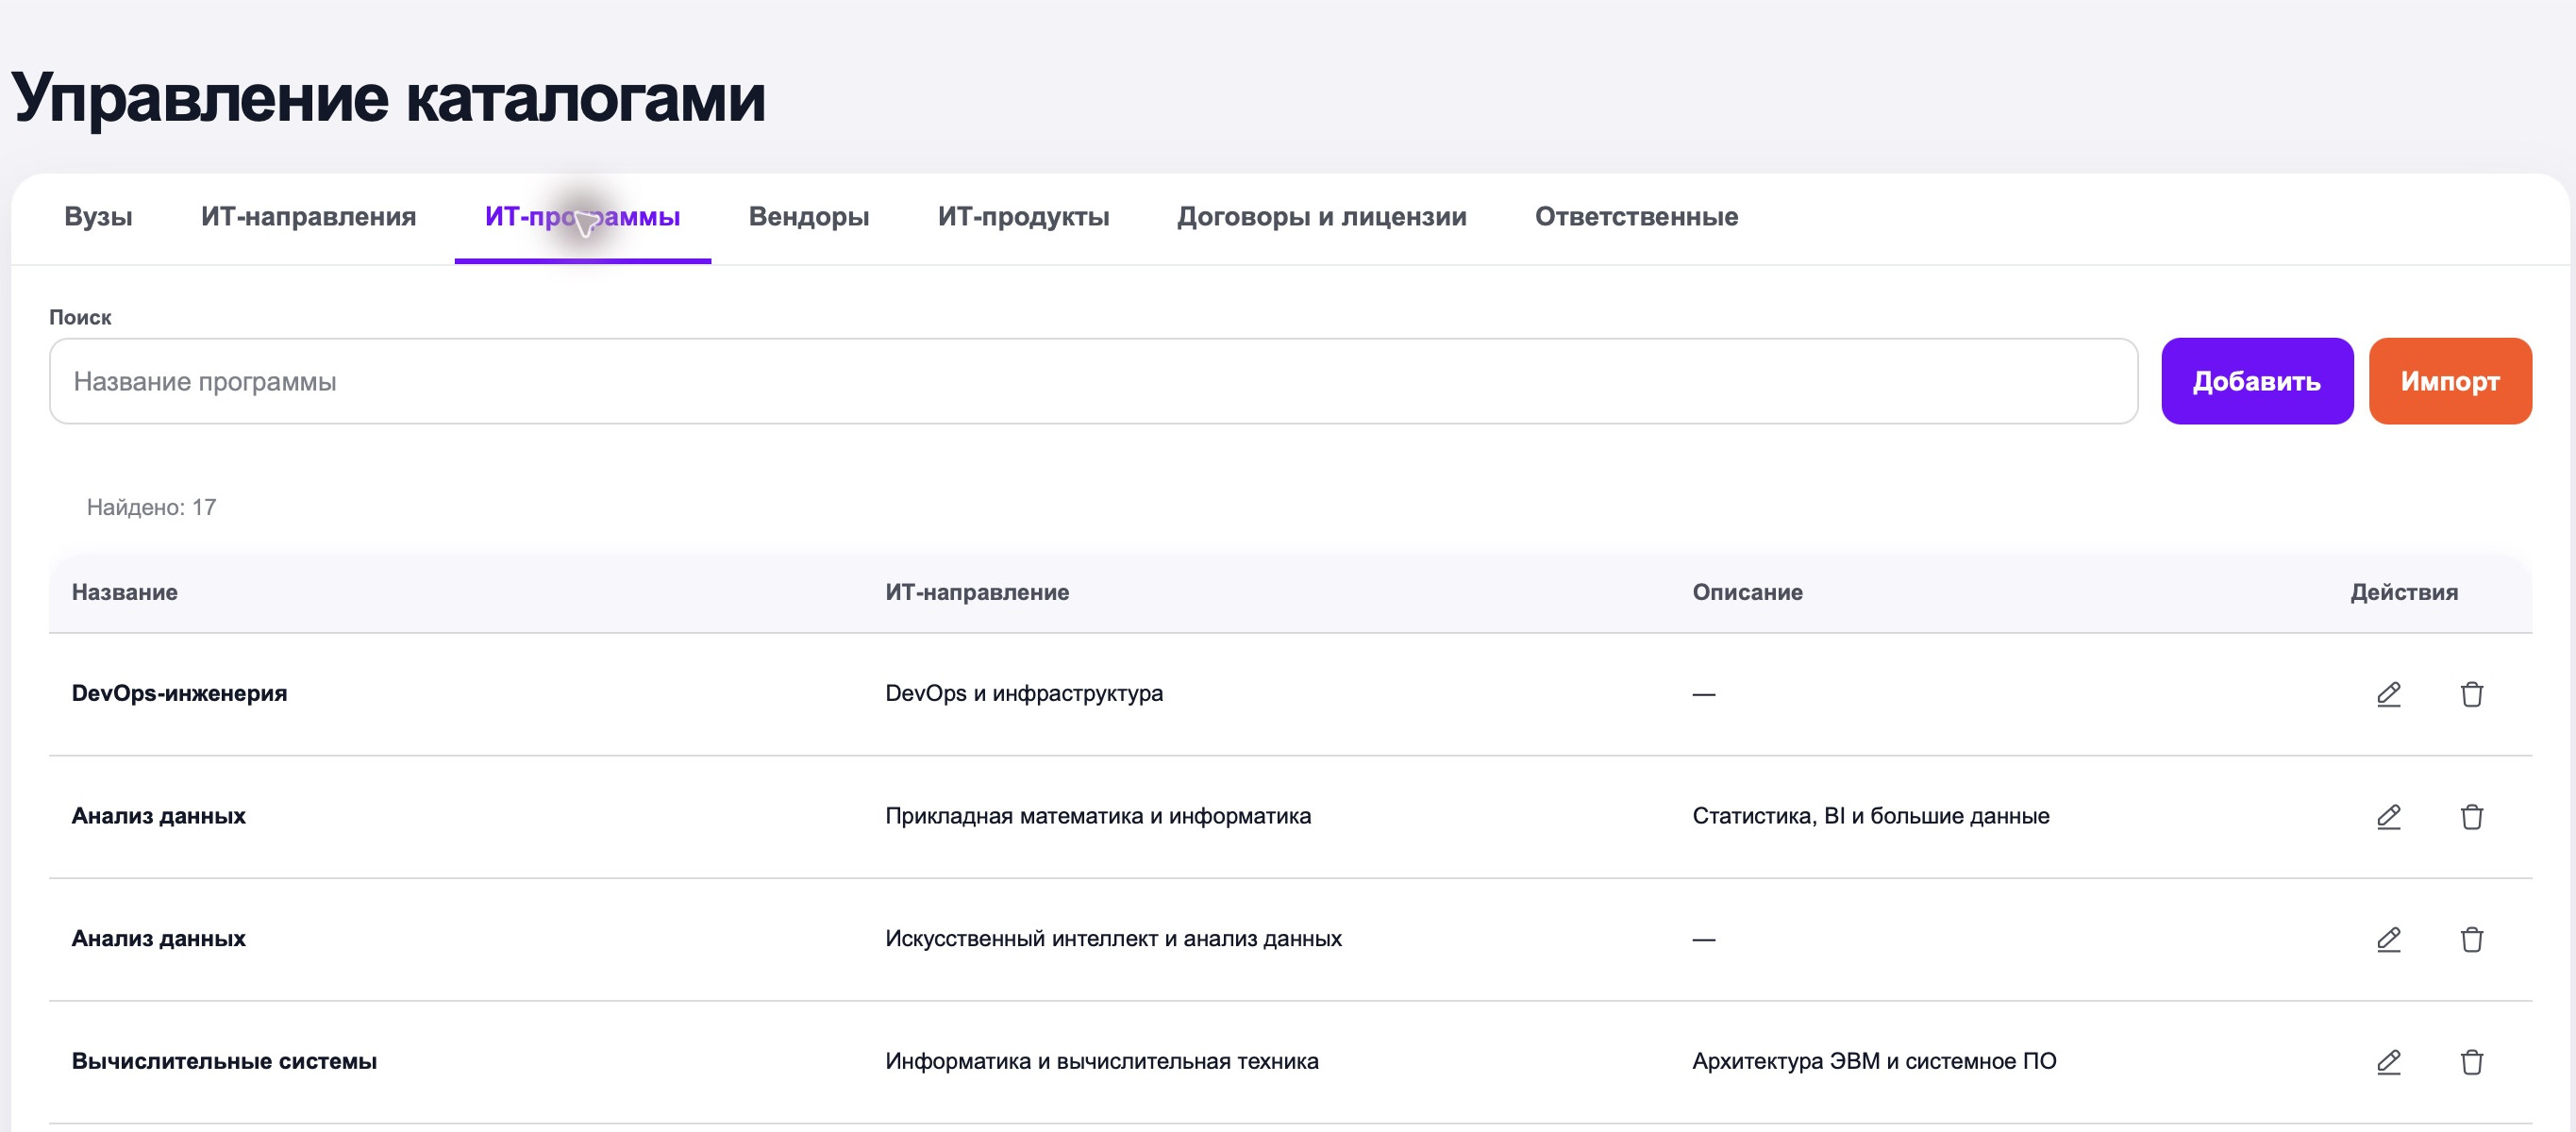 Управление каталогами
Вузы ИТ-направления ИТ-программы Вендоры ИТ-продукты Договоры и лицензии Ответственные
Поиск
Название программы Добавить Импорт
Найдено: 17
Название ИТ-направление Описание Действия
DevOps-инженерия DevOps и инфраструктура —
Анализ данных Прикладная математика и информатика Статистика, BI и большие данные
Анализ данных Искусственный интеллект и анализ данных —
Вычислительные системы Информатика и вычислительная техника Архитектура ЭВМ и системное ПО